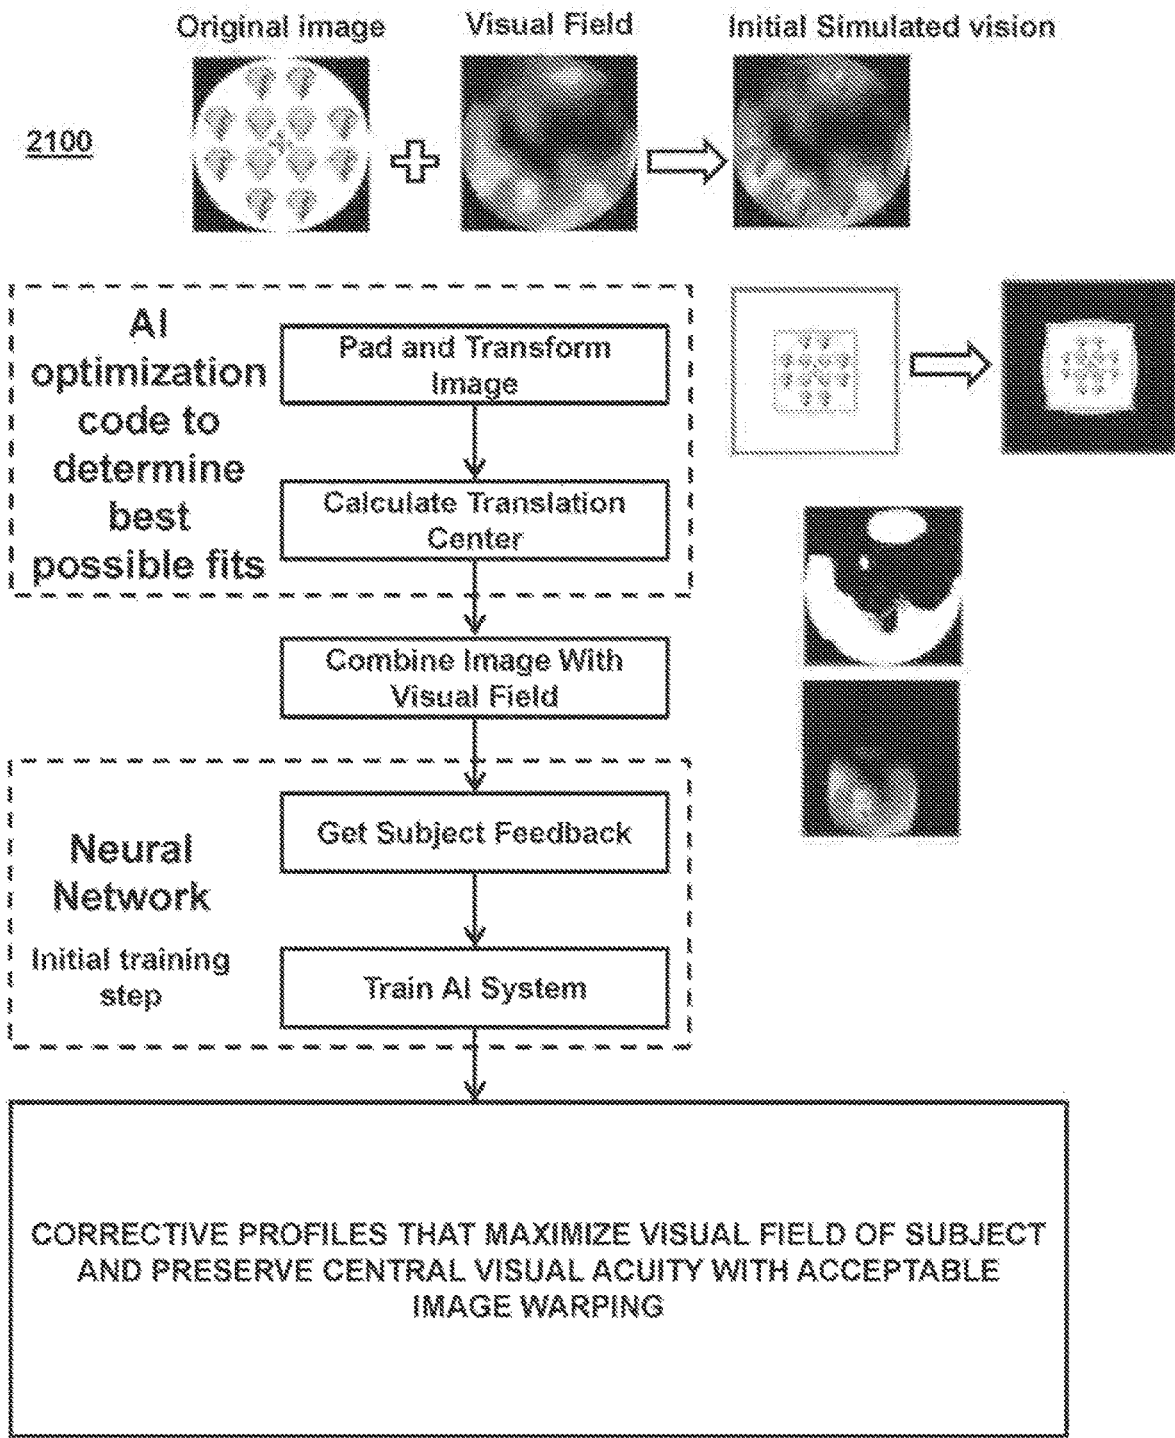 Original image
Visual Field
Initial Simulated vision
2100
AI
optimization
code to
determine
best
possible fits
Pad and Transform
Image
Calculate Translation
Center
Combine Image With
Visual Field
Neural
Network
Initial training
step
Get Subject Feedback
Train AI System
CORRECTIVE PROFILES THAT MAXIMIZE VISUAL FIELD OF SUBJECT
AND PRESERVE CENTRAL VISUAL ACUITY WITH ACCEPTABLE
IMAGE WARPING